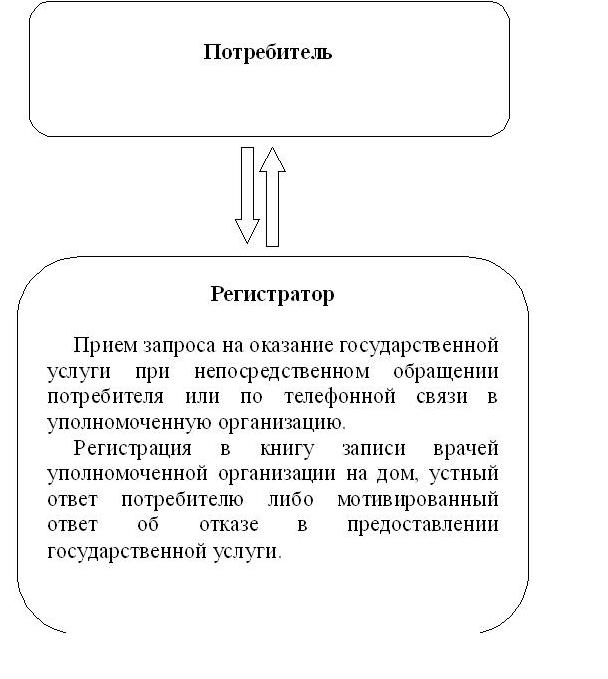 Потребитель
Регистратор
Прием запроса на оказание государственной
услуги при непосредственном обращении
потребителя или по телефонной связи в
уполномоченную организацию.
Регистрация в книгу записи врачей
уполномоченной организации на дом, устный
ответ потребителю либо мотивированный
ответ об отказе в предоставлении
государственной услуги.